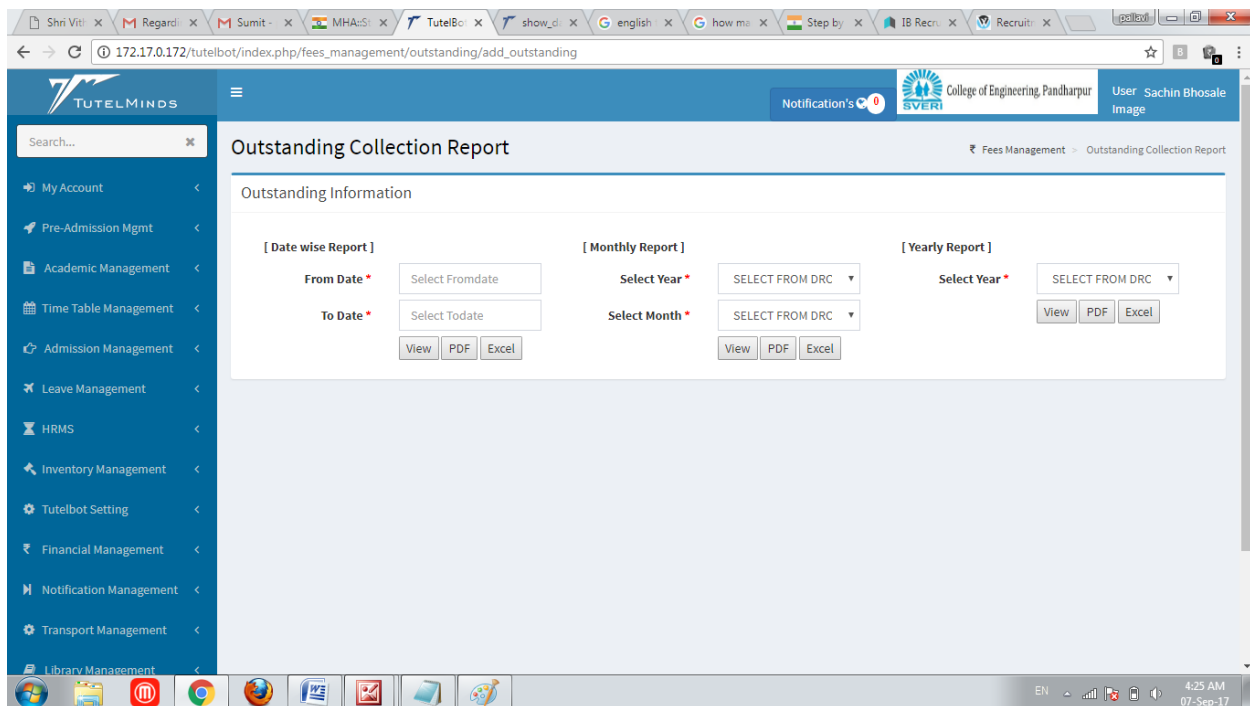 Shri Vith Regardi Sumit - MHA::St TutelBot show_da english how ma Step by IB Recru Recruitn pallavi
172.17.0.172/tutelbot/index.php/fees_management/outstanding/add_outstanding
TUTELMINDS
Notification's 0
SVERI College of Engineering, Pandharpur
User Image Sachin Bhosale
Search...
Outstanding Collection Report
₹ Fees Management > Outstanding Collection Report
My Account
Pre-Admission Mgmt
Academic Management
Time Table Management
Admission Management
Leave Management
HRMS
Inventory Management
Tutelbot Setting
₹ Financial Management
Notification Management
Transport Management
Library Management
Outstanding Information
[ Date wise Report ]
From Date * Select Fromdate
To Date * Select Todate
View PDF Excel
[ Monthly Report ]
Select Year * SELECT FROM DRC
Select Month * SELECT FROM DRC
View PDF Excel
[ Yearly Report ]
Select Year * SELECT FROM DRC
View PDF Excel
EN 4:25 AM
07-Sep-17